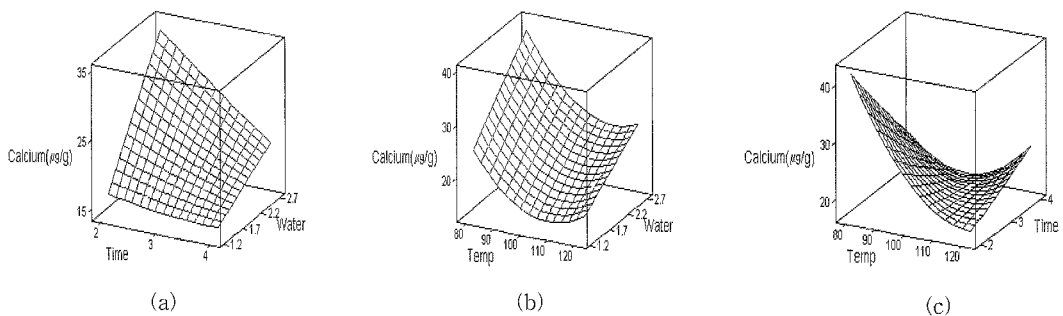 35
25
15
Calcium(μg/g)
2
3
4
Time
1.2
1.7
2.2
2.7
Water
(a)
40
30
20
Calcium(μg/g)
80
90
100
110
120
Temp
1.2
1.7
2.2
2.7
Water
(b)
40
30
20
Calcium(μg/g)
80
90
100
110
120
Temp
2
3
4
Time
(c)